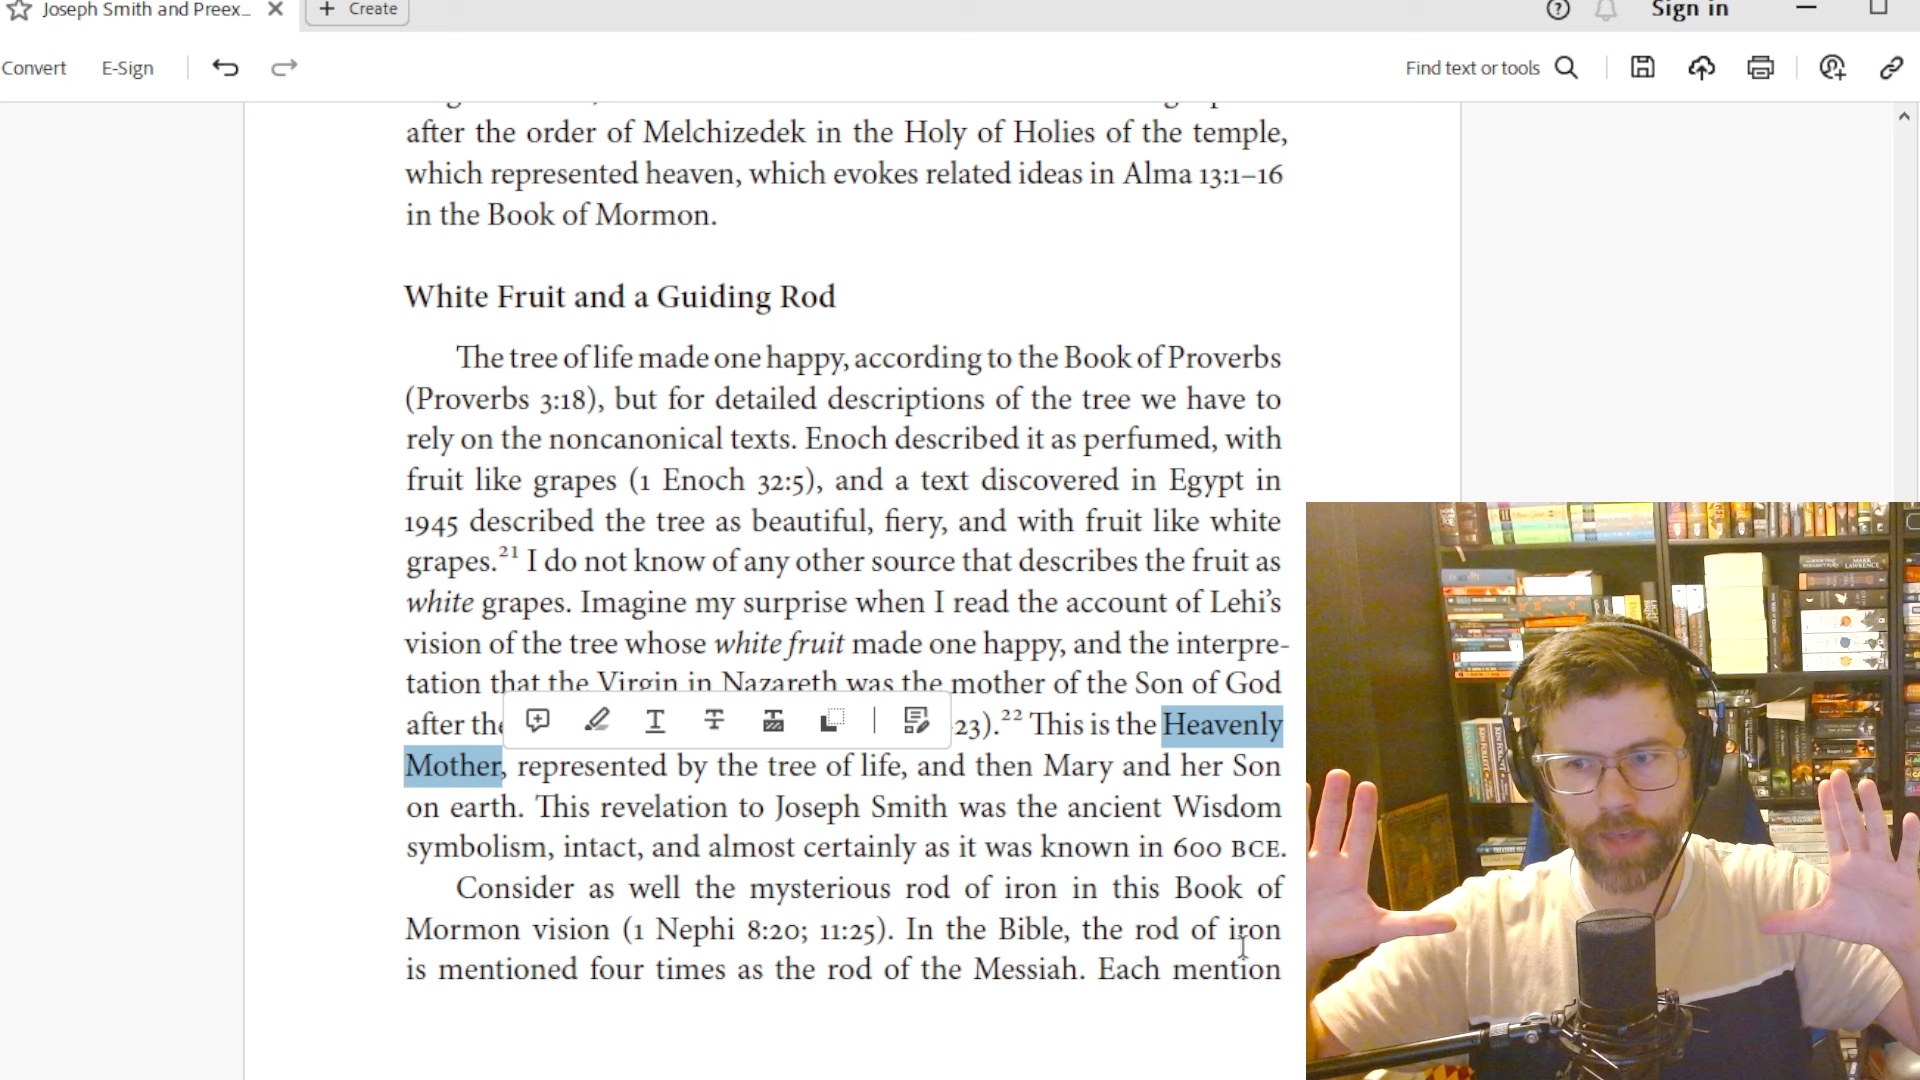 Joseph Smith and Preex...
Create
Sign in
Convert
E-Sign
Find text or tools
after the order of Melchizedek in the Holy of Holies of the temple,
which represented heaven, which evokes related ideas in Alma 13:1–16
in the Book of Mormon.
White Fruit and a Guiding Rod
The tree of life made one happy, according to the Book of Proverbs
(Proverbs 3:18), but for detailed descriptions of the tree we have to
rely on the noncanonical texts. Enoch described it as perfumed, with
fruit like grapes (1 Enoch 32:5), and a text discovered in Egypt in
1945 described the tree as beautiful, fiery, and with fruit like white
grapes.21 I do not know of any other source that describes the fruit as
white grapes. Imagine my surprise when I read the account of Lehi’s
vision of the tree whose white fruit made one happy, and the interpre-
tation that the Virgin in Nazareth was the mother of the Son of God
after the 23).22 This is the Heavenly
Mother, represented by the tree of life, and then Mary and her Son
on earth. This revelation to Joseph Smith was the ancient Wisdom
symbolism, intact, and almost certainly as it was known in 600 BCE.
Consider as well the mysterious rod of iron in this Book of
Mormon vision (1 Nephi 8:20; 11:25). In the Bible, the rod of iron
is mentioned four times as the rod of the Messiah. Each mention